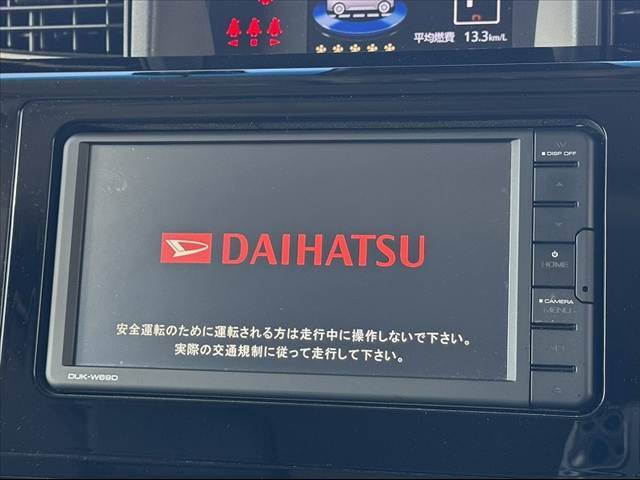 平均燃費 13.3km/L
DISP OFF
DAIHATSU
HOME
CAMERA
MENU
安全運転のために運転される方は走行中に操作しないで下さい。
実際の交通規制に従って走行して下さい。
DUK-W69D